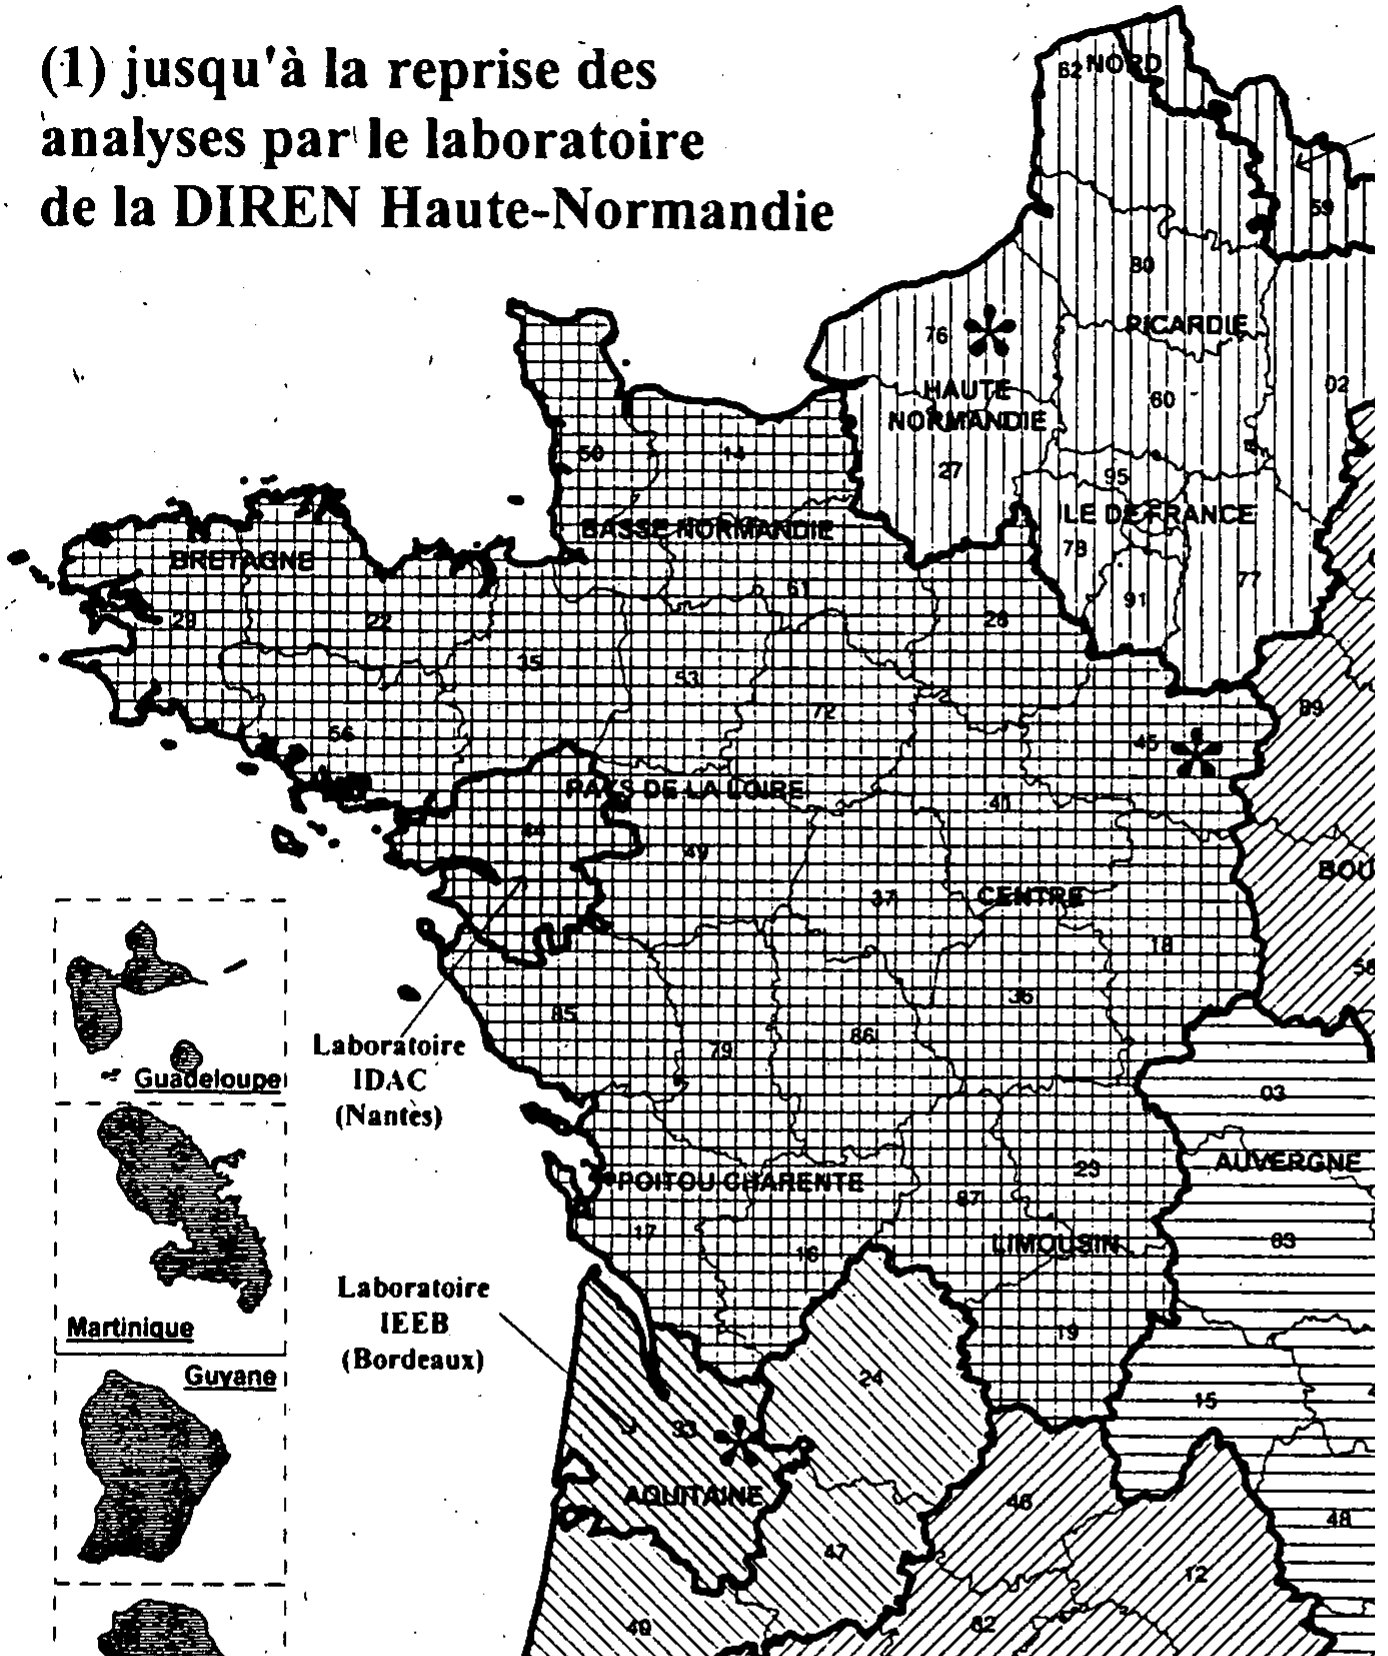 (1) jusqu'à la reprise des
analyses par le laboratoire
de la DIREN Haute-Normandie
62 NORD
59
80
PICARDIE
76
02
HAUTE
NORMANDIE
60
27
50
14
95
BASSE NORMANDIE
ILE DE FRANCE
78
77
BRETAGNE
61
91
29
22
28
35
53
56
72
89
45
PAYS DE LA LOIRE
41
44
49
BOU
37
CENTRE
18
58
36
85
86
79
Laboratoire
IDAC
(Nantes)
Guadeloupe
03
AUVERGNE
23
POITOU CHARENTE
87
17
16
LIMOUSIN
63
Laboratoire
IEEB
(Bordeaux)
Martinique
19
Guyane
24
15
33
AQUITAINE
46
48
47
12
40
82